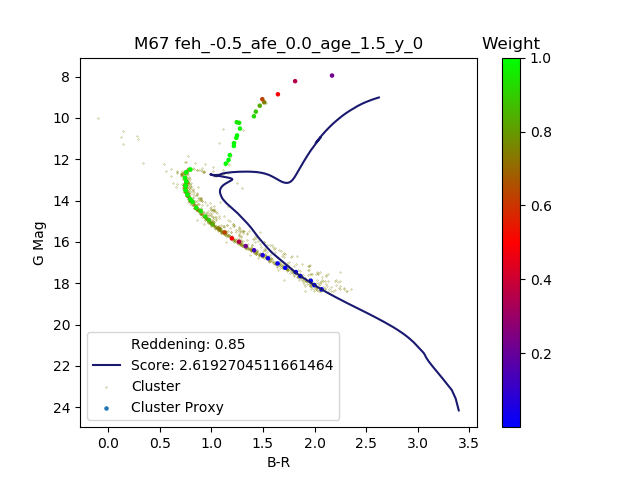 M67 feh_-0.5_afe_0.0_age_1.5_y_0
Weight
8
10
12
14
16
18
20
22
24
G Mag
0.0
0.5
1.0
1.5
2.0
2.5
3.0
3.5
B-R
Reddening: 0.85
Score: 2.6192704511661464
Cluster
Cluster Proxy
1.0
0.8
0.6
0.4
0.2